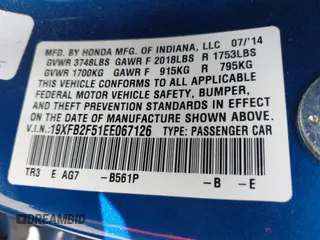 MFD. BY HONDA MFG. OF INDIANA, LLC 07/14
GVWR 3748LBS GAWR F 2018LBS R 1753LBS
GVWR 1700KG GAWR F 915KG R 795KG
THIS VEHICLE CONFORMS TO ALL APPLICABLE
FEDERAL MOTOR VEHICLE SAFETY, BUMPER,
AND THEFT PREVENTION STANDARDS IN EFFECT
ON THE DATE OF MANUFACTURE SHOWN ABOVE.
V.I.N.: 19XFB2F51EE067126 TYPE: PASSENGER CAR
TR3 E AG7 -B561P -B -E
DREAMBID